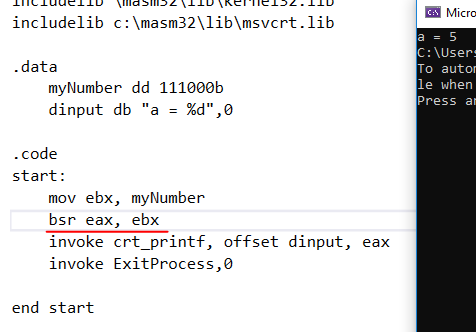 includelib \masm32\lib\kernel32.lib
includelib c:\masm32\lib\msvcrt.lib
.data
myNumber dd 111000b
dinput db "a = %d",0
.code
start:
mov ebx, myNumber
bsr eax, ebx
invoke crt_printf, offset dinput, eax
invoke ExitProcess,0
end start
C:\
Micro
a = 5
C:\Users
To autom
le when
Press an